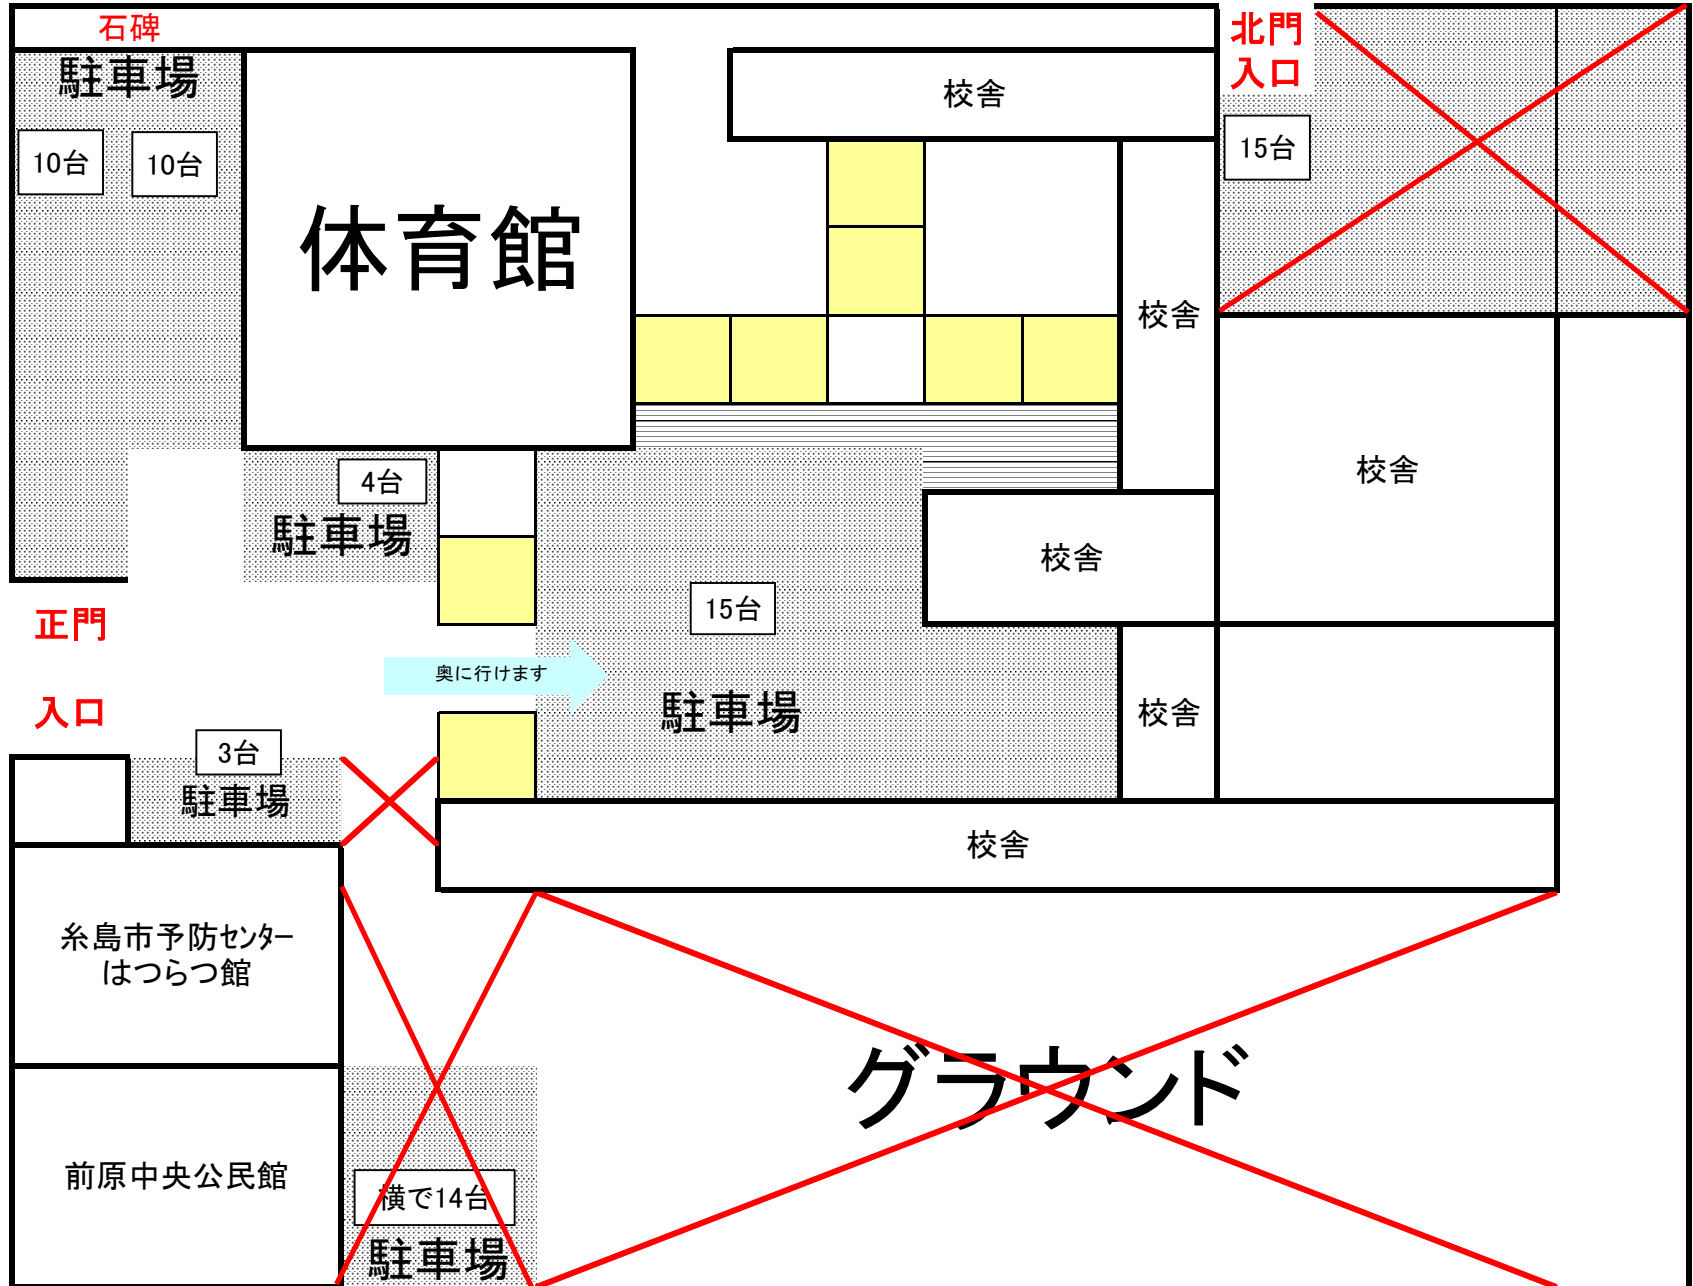 石碑
北門
入口
駐車場
校舎
10台
10台
15台
体育館
校舎
4台
駐車場
校舎
校舎
15台
正門
奥に行けます
入口
駐車場
校舎
3台
駐車場
校舎
糸島市予防センター
はつらつ館
グラウンド
前原中央公民館
横で14台
駐車場